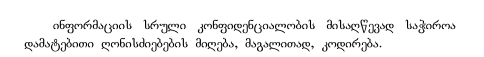 ინფორმაციის სრული კონფიდენციალობის მისაღწევად საჭიროა
დამატებითი ღონისძიებების მიღება, მაგალითად, კოდირება.